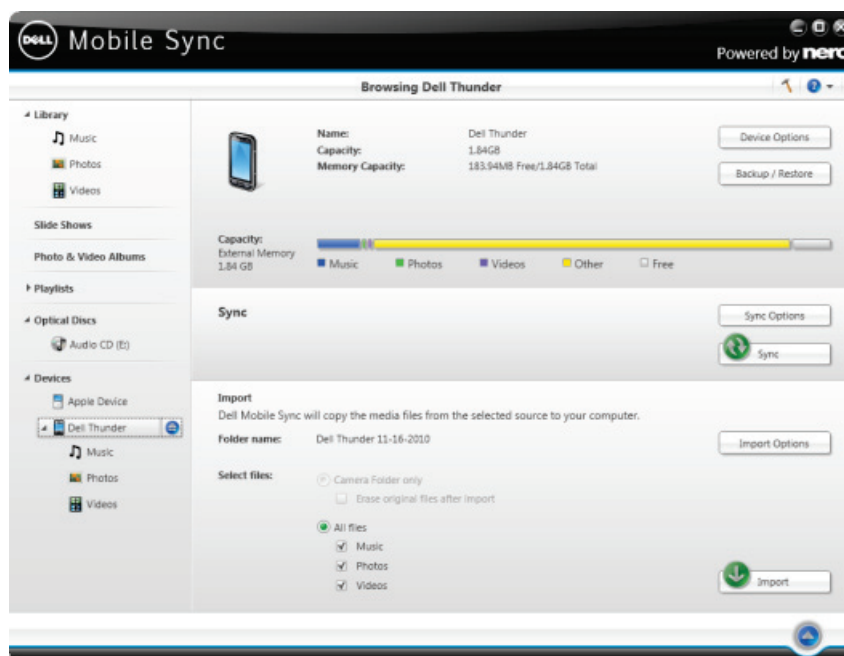 DELL Mobile Sync
Powered by nero
Browsing Dell Thunder
Library
Music
Photos
Videos
Slide Shows
Photo & Video Albums
Playlists
Optical Discs
Audio CD (E:)
Devices
Apple Device
Dell Thunder
Music
Photos
Videos
Name: Dell Thunder
Capacity: 1.84GB
Memory Capacity: 183.94MB Free/1.84GB Total
Device Options
Backup / Restore
Capacity:
External Memory
1.84 GB
Music Photos Videos Other Free
Sync
Sync Options
Sync
Import
Dell Mobile Sync will copy the media files from the selected source to your computer.
Folder name: Dell Thunder 11-16-2010
Import Options
Select files:
Camera Folder only
Erase original files after import
All files
Music
Photos
Videos
Import